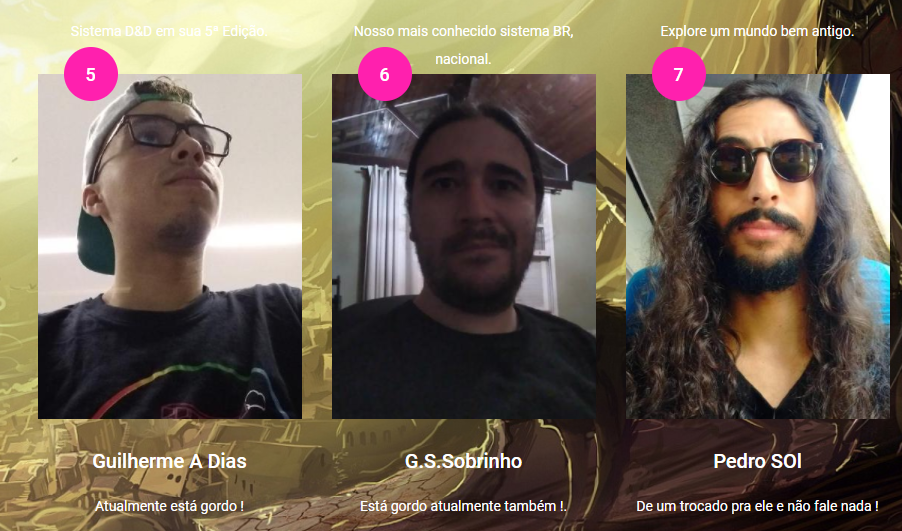 Sistema D&D em sua 5ª Edição.
Nosso mais conhecido sistema BR,
nacional.
Explore um mundo bem antigo.
5
6
7
Guilherme A Dias
G.S.Sobrinho
Pedro SOl
Atualmente está gordo !
Está gordo atualmente também !.
De um trocado pra ele e não fale nada !